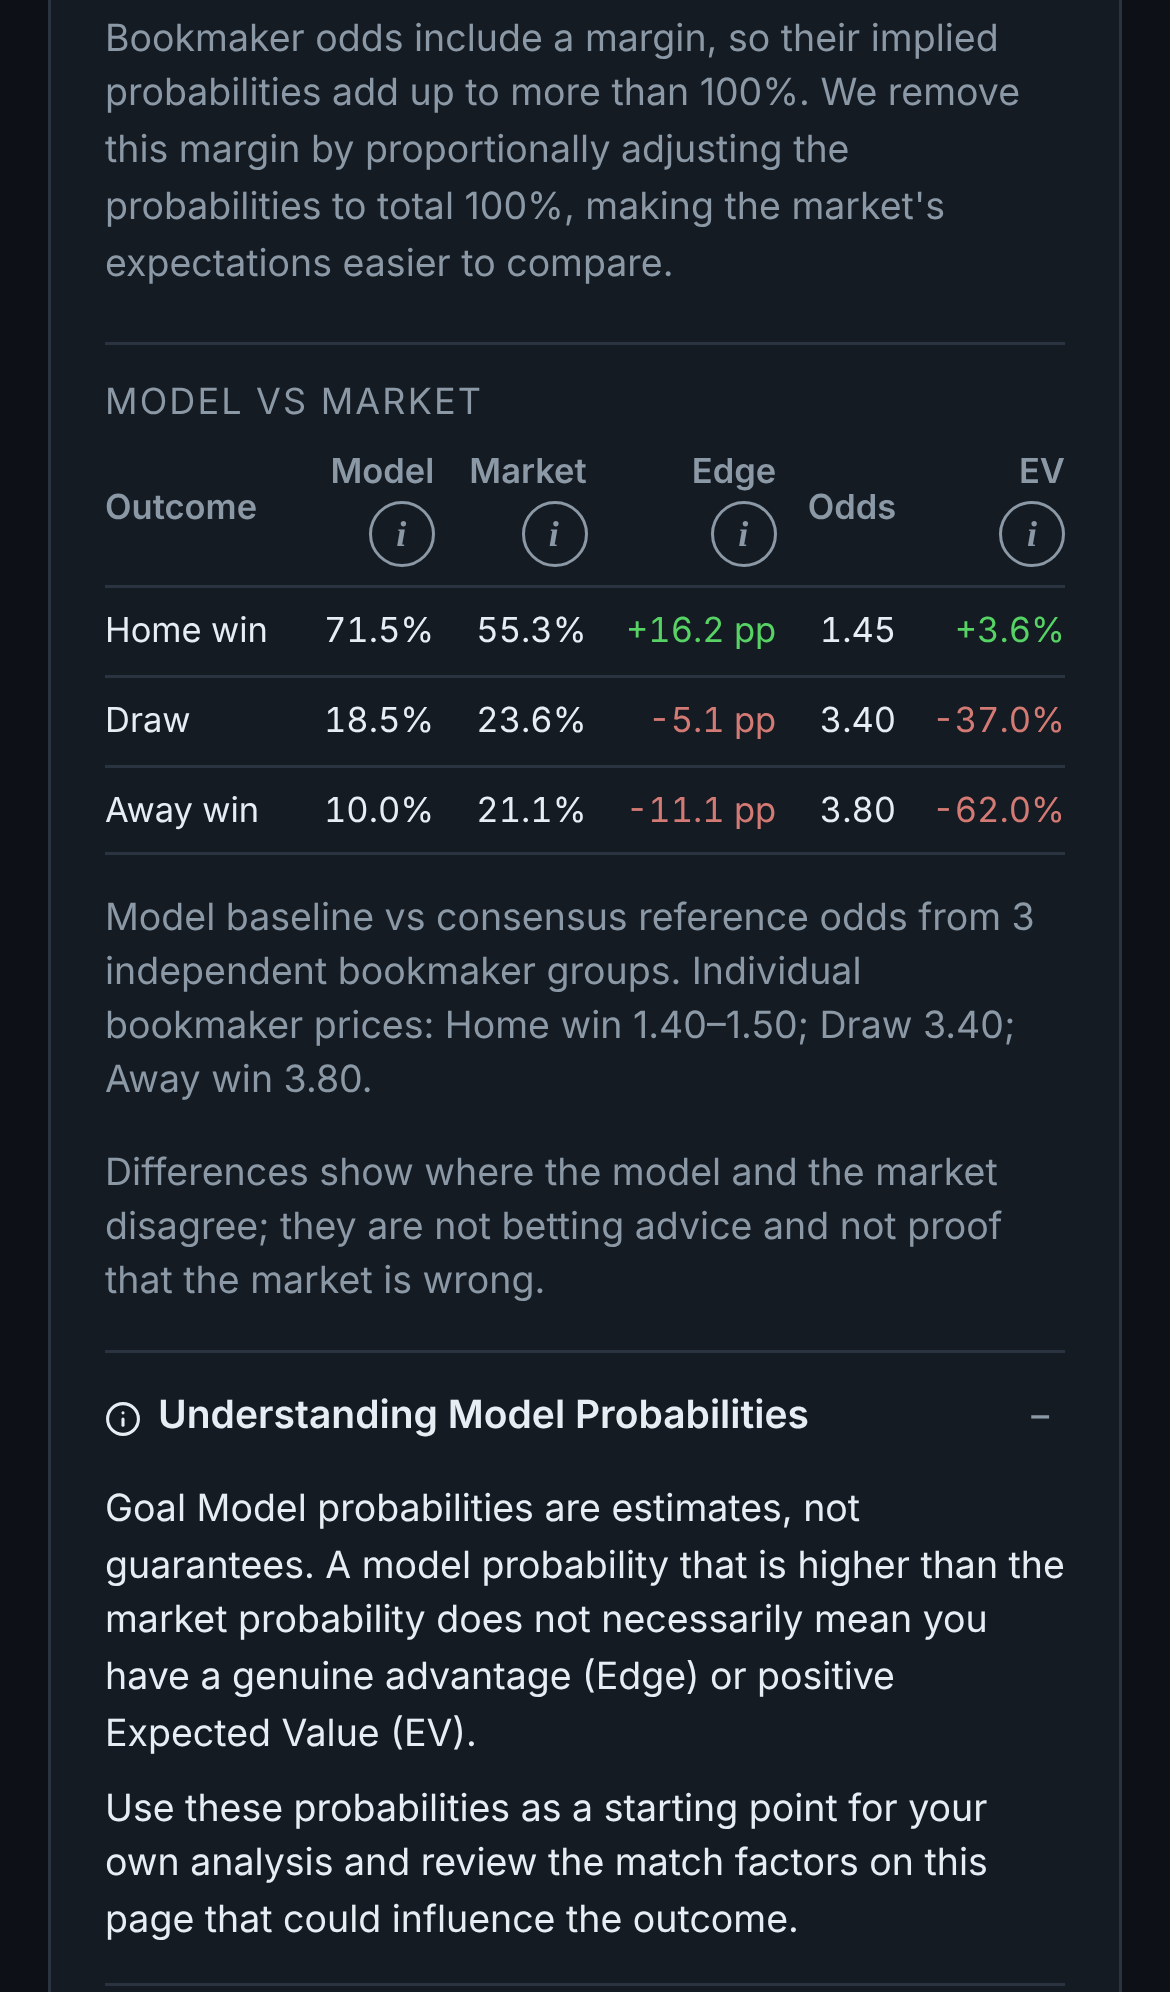 Bookmaker odds include a margin, so their implied
probabilities add up to more than 100%. We remove
this margin by proportionally adjusting the
probabilities to total 100%, making the market's
expectations easier to compare.
MODEL VS MARKET
Outcome Model i Market i Edge i Odds EV i
Home win 71.5% 55.3% +16.2 pp 1.45 +3.6%
Draw 18.5% 23.6% -5.1 pp 3.40 -37.0%
Away win 10.0% 21.1% -11.1 pp 3.80 -62.0%
Model baseline vs consensus reference odds from 3
independent bookmaker groups. Individual
bookmaker prices: Home win 1.40–1.50; Draw 3.40;
Away win 3.80.
Differences show where the model and the market
disagree; they are not betting advice and not proof
that the market is wrong.
Understanding Model Probabilities –
Goal Model probabilities are estimates, not
guarantees. A model probability that is higher than the
market probability does not necessarily mean you
have a genuine advantage (Edge) or positive
Expected Value (EV).
Use these probabilities as a starting point for your
own analysis and review the match factors on this
page that could influence the outcome.